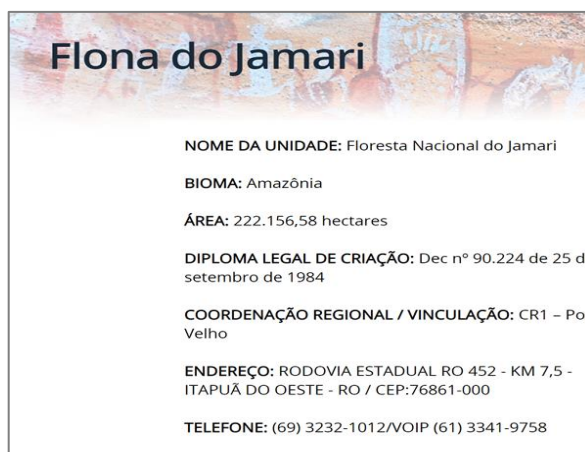 Flona do Jamari
NOME DA UNIDADE: Floresta Nacional do Jamari
BIOMA: Amazônia
ÁREA: 222.156,58 hectares
DIPLOMA LEGAL DE CRIAÇÃO: Dec nº 90.224 de 25 d
setembro de 1984
COORDENAÇÃO REGIONAL / VINCULAÇÃO: CR1 – Po
Velho
ENDEREÇO: RODOVIA ESTADUAL RO 452 - KM 7,5 -
ITAPUÃ DO OESTE - RO / CEP:76861-000
TELEFONE: (69) 3232-1012/VOIP (61) 3341-9758